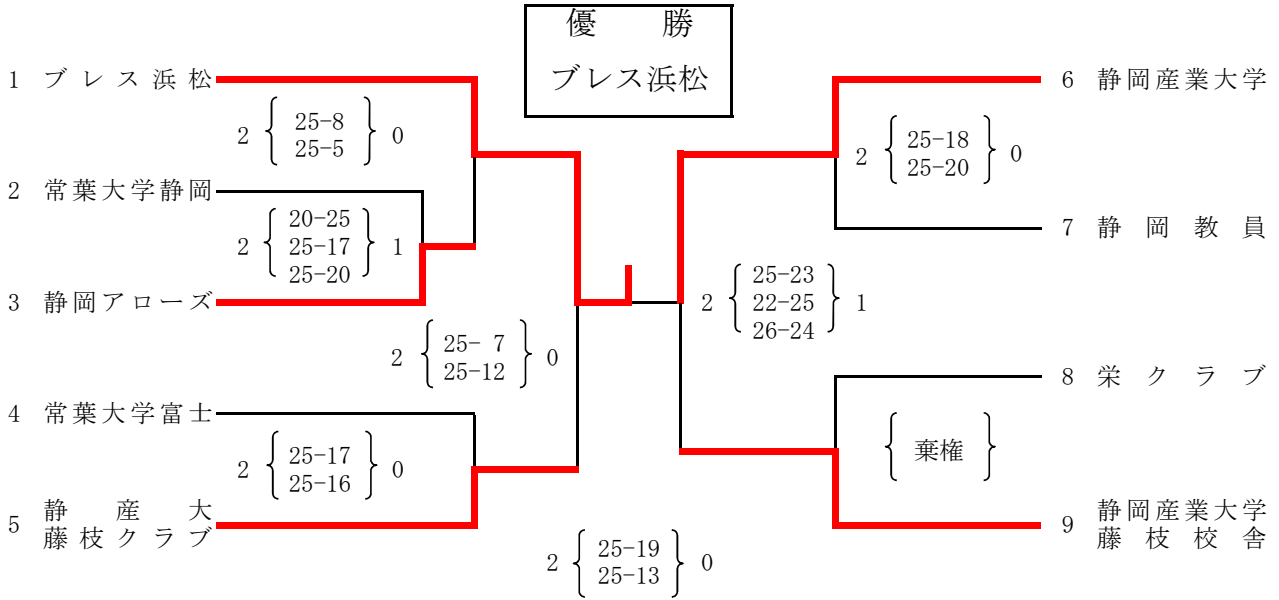 優　勝
ブレス浜松
1 ブレス浜松
2 { 25-8
25-5 } 0
2 常葉大学静岡
2 { 20-25
25-17
25-20 } 1
3 静岡アローズ
2 { 25- 7
25-12 } 0
4 常葉大学富士
2 { 25-17
25-16 } 0
5 静産大
藤枝クラブ
2 { 25-19
25-13 } 0
6 静岡産業大学
2 { 25-18
25-20 } 0
7 静岡教員
2 { 25-23
22-25
26-24 } 1
8 栄クラブ
{ 棄権 }
9 静岡産業大学
藤枝校舎